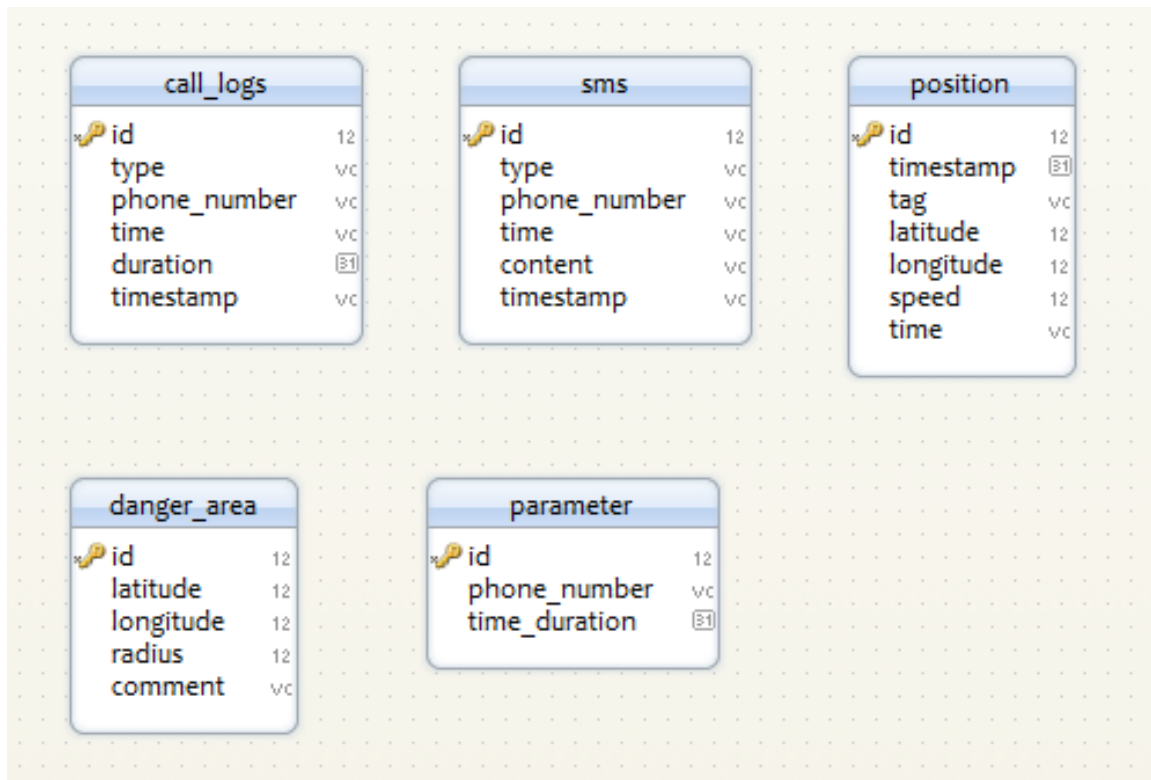 call_logs
id 12
type vc
phone_number vc
time vc
duration 31
timestamp vc
sms
id 12
type vc
phone_number vc
time vc
content vc
timestamp vc
position
id 12
timestamp 31
tag vc
latitude 12
longitude 12
speed 12
time vc
danger_area
id 12
latitude 12
longitude 12
radius 12
comment vc
parameter
id 12
phone_number vc
time_duration 31